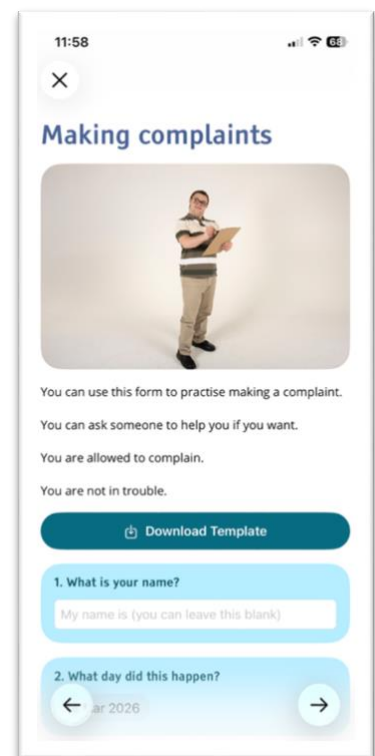 11:58
68
Making complaints
You can use this form to practise making a complaint.
You can ask someone to help you if you want.
You are allowed to complain.
You are not in trouble.
Download Template
1. What is your name?
My name is (you can leave this blank)
2. What day did this happen?
2026